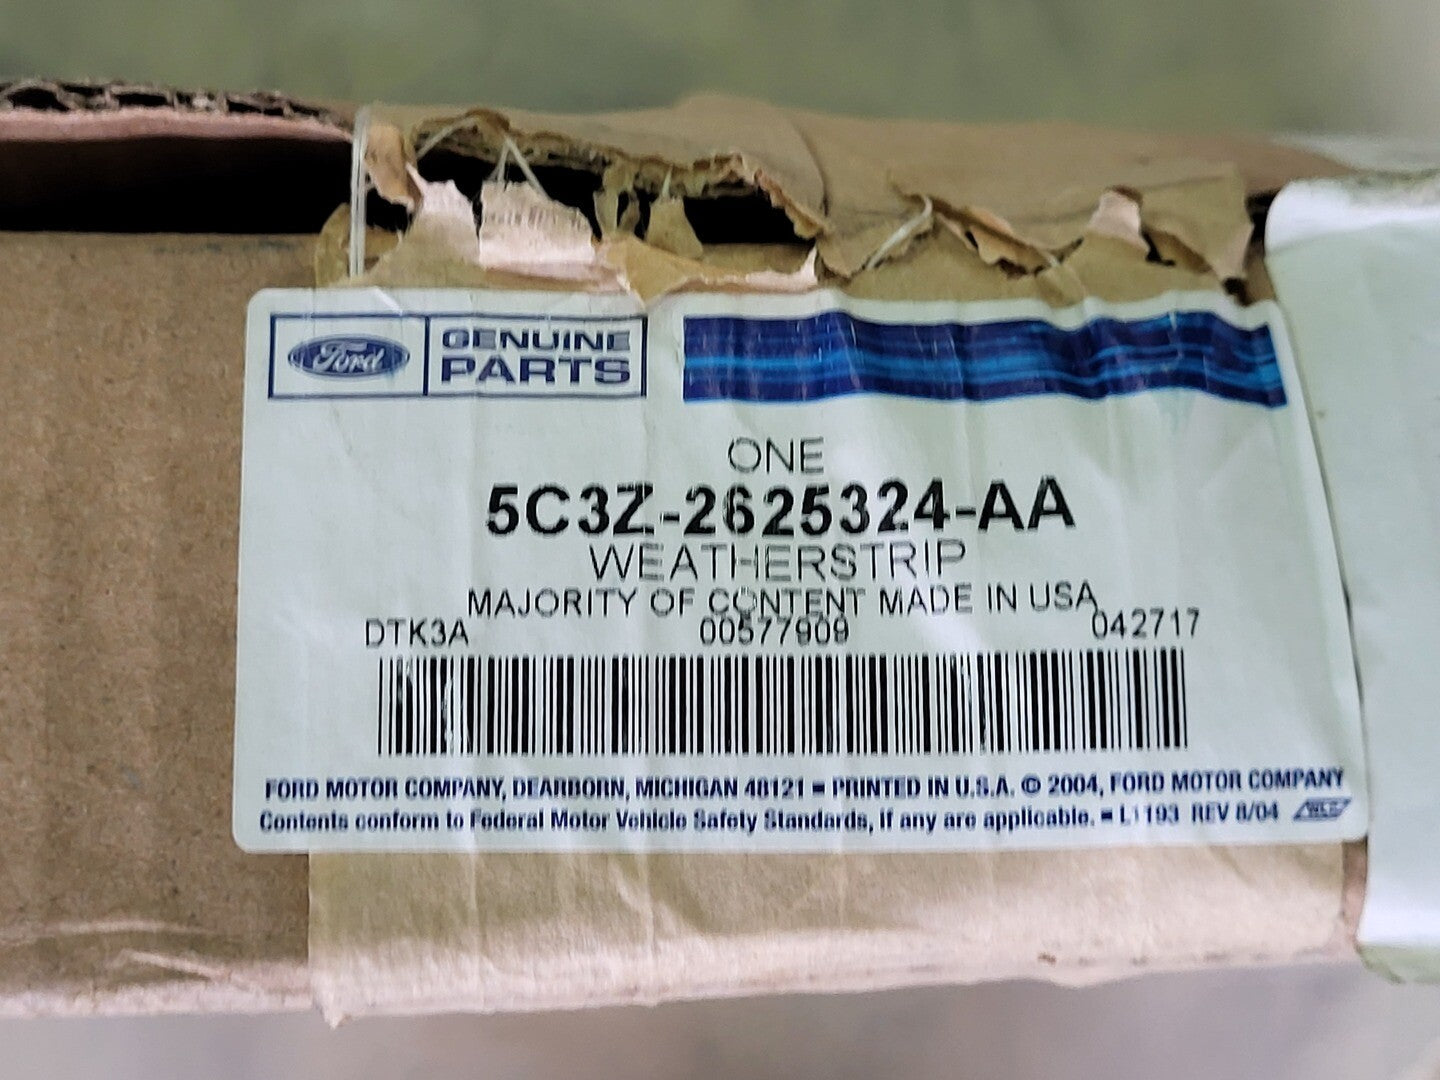 Ford GENUINE
PARTS
ONE
5C3Z-2625324-AA
WEATHERSTRIP
MAJORITY OF CONTENT MADE IN USA
DTK3A 00577909 042717
FORD MOTOR COMPANY, DEARBORN, MICHIGAN 48121 ▪ PRINTED IN U.S.A. © 2004, FORD MOTOR COMPANY
Contents conform to Federal Motor Vehicle Safety Standards, if any are applicable. ▪ L1193 REV 8/04